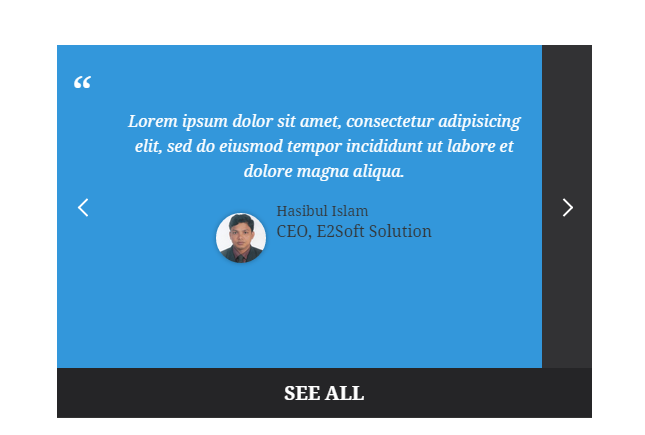 “
Lorem ipsum dolor sit amet, consectetur adipisicing
elit, sed do eiusmod tempor incididunt ut labore et
dolore magna aliqua.
Hasibul Islam
CEO, E2Soft Solution
SEE ALL